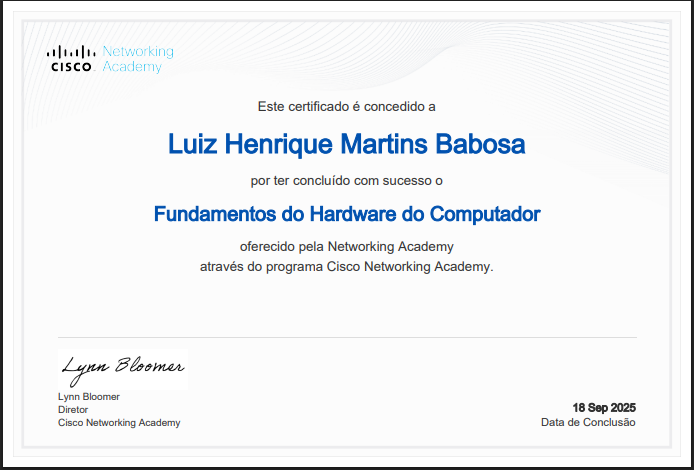 Networking
CISCO Academy
Este certificado é concedido a
Luiz Henrique Martins Babosa
por ter concluído com sucesso o
Fundamentos do Hardware do Computador
oferecido pela Networking Academy
através do programa Cisco Networking Academy.
Lynn Bloomer
Lynn Bloomer
Diretor
Cisco Networking Academy
18 Sep 2025
Data de Conclusão